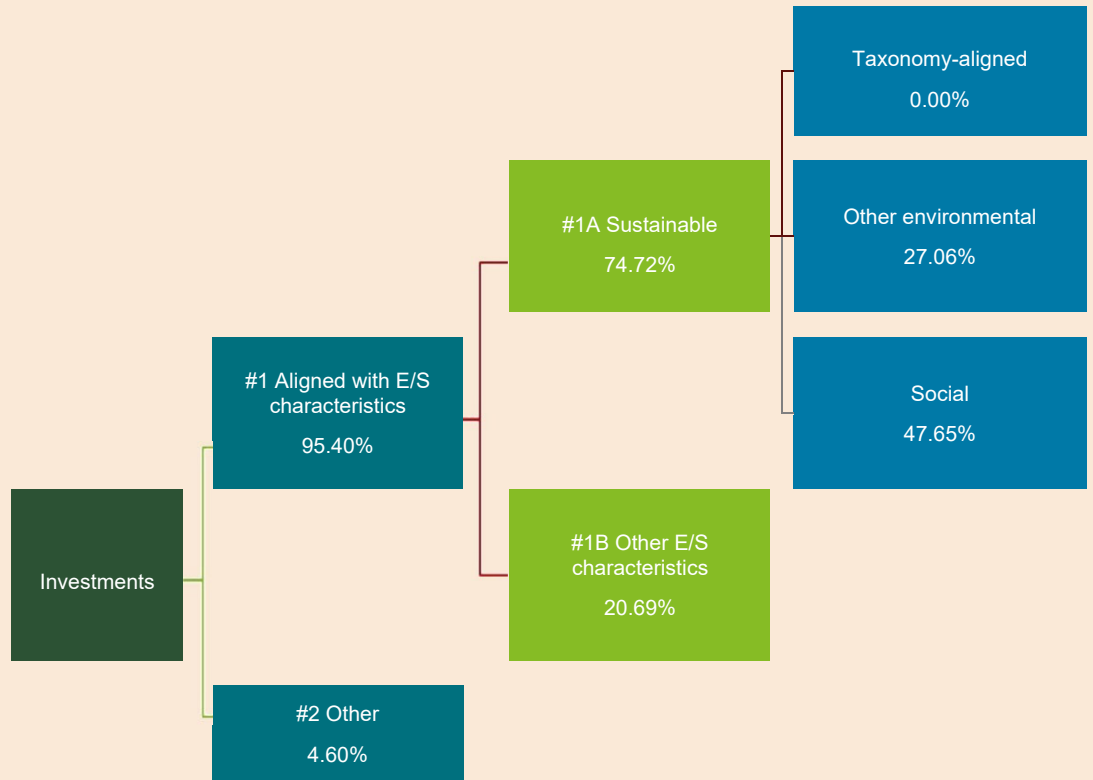 Taxonomy-aligned
0.00%
#1A Sustainable
74.72%
Other environmental
27.06%
#1 Aligned with E/S
characteristics
95.40%
Social
47.65%
Investments
#1B Other E/S
characteristics
20.69%
#2 Other
4.60%